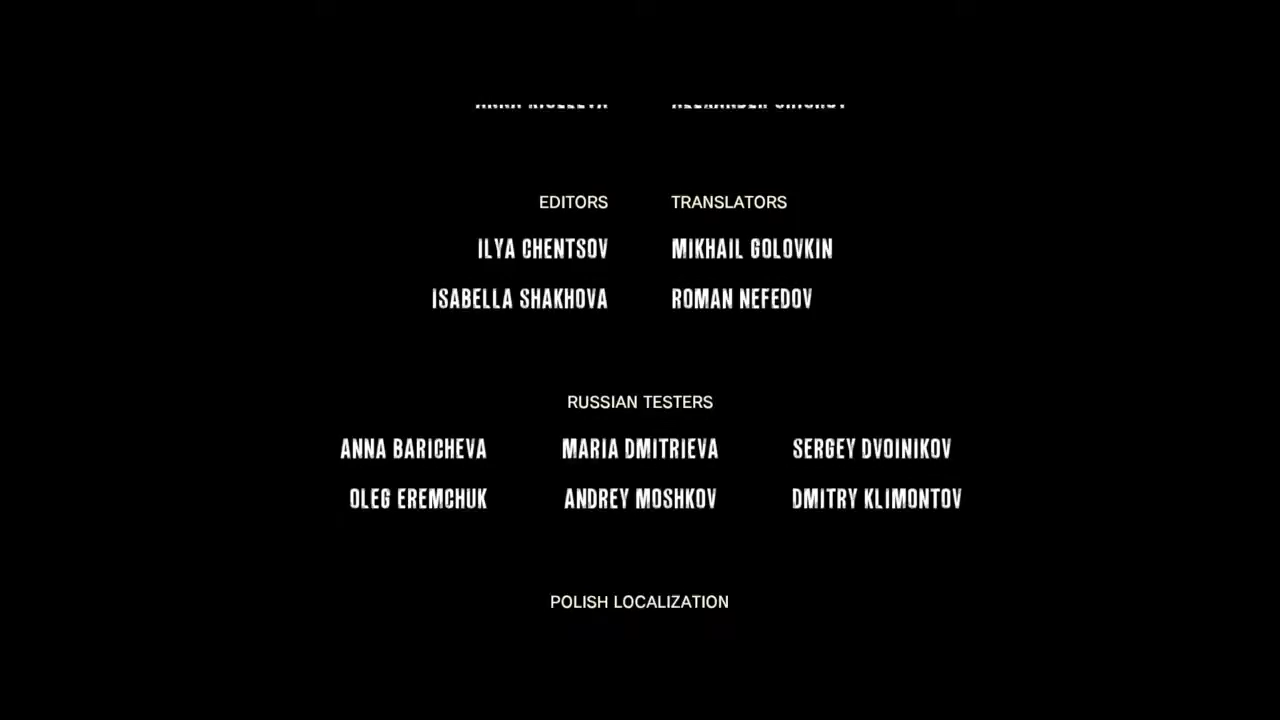 EDITORS TRANSLATORS
ILYA CHENTSOV MIKHAIL GOLOVKIN
ISABELLA SHAKHOVA ROMAN NEFEDOV
RUSSIAN TESTERS
ANNA BARICHEVA MARIA DMITRIEVA SERGEY DVOINIKOV
OLEG EREMCHUK ANDREY MOSHKOV DMITRY KLIMONTOV
POLISH LOCALIZATION